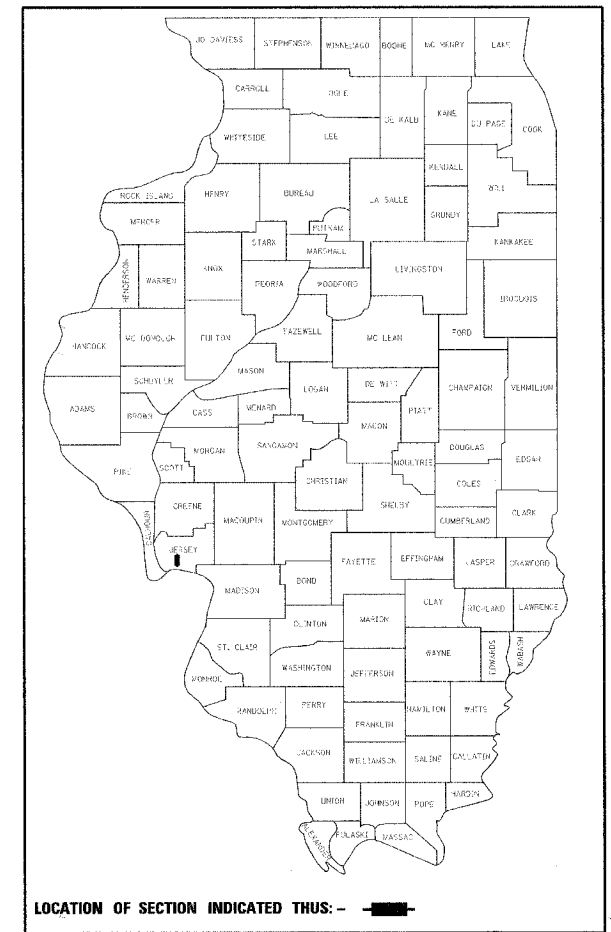 JO DAVIESS STEPHENSON WINNEBAGO BOONE MC HENRY LAKE
CARROLL OGLE DE KALB KANE DU PAGE COOK
WHITESIDE LEE KENDALL WILL
ROCK ISLAND HENRY BUREAU LA SALLE GRUNDY
MERCER PUTNAM KANKAKEE
HENDERSON WARREN KNOX STARK MARSHALL LIVINGSTON
PEORIA WOODFORD IROQUOIS
HANCOCK MC DONOUGH FULTON TAZEWELL MC LEAN FORD
MASON
SCHUYLER LOGAN DE WITT CHAMPAIGN VERMILION
ADAMS BROWN CASS MENARD MACON PIATT
PIKE SCOTT MORGAN SANGAMON MOULTRIE DOUGLAS EDGAR
CHRISTIAN COLES
CALHOUN GREENE MACOUPIN MONTGOMERY SHELBY CUMBERLAND CLARK
JERSEY FAYETTE EFFINGHAM JASPER CRAWFORD
MADISON BOND
CLAY RICHLAND LAWRENCE
CLINTON MARION
ST. CLAIR WAYNE EDWARDS WABASH
WASHINGTON JEFFERSON
MONROE
RANDOLPH PERRY HAMILTON WHITE
FRANKLIN
JACKSON WILLIAMSON SALINE GALLATIN
UNION JOHNSON POPE HARDIN
ALEXANDER PULASKI MASSAC
LOCATION OF SECTION INDICATED THUS: -